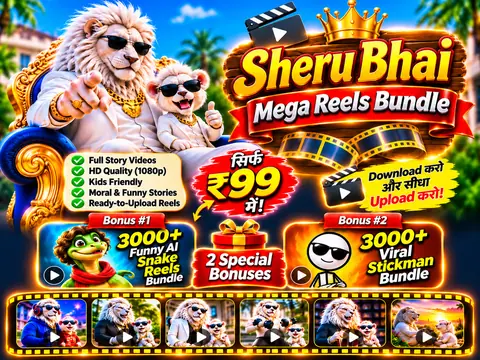 Sheru Bhai
Mega Reels Bundle
Full Story Videos
HD Quality (1080p)
Kids Friendly
Moral & Funny Stories
Ready-to-Upload Reels
सिर्फ
₹99
में!
Download करो
और सीधा
Upload करो!
Bonus #1
3000+
Funny AI
Snake
Reels
Bundle
2 Special
Bonuses
Bonus #2
3000+
Viral
Stickman
Bundle